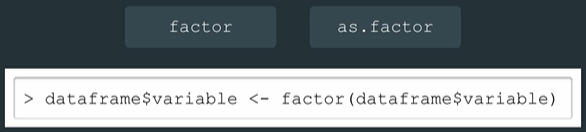 factor as.factor
> dataframe$variable <- factor(dataframe$variable)